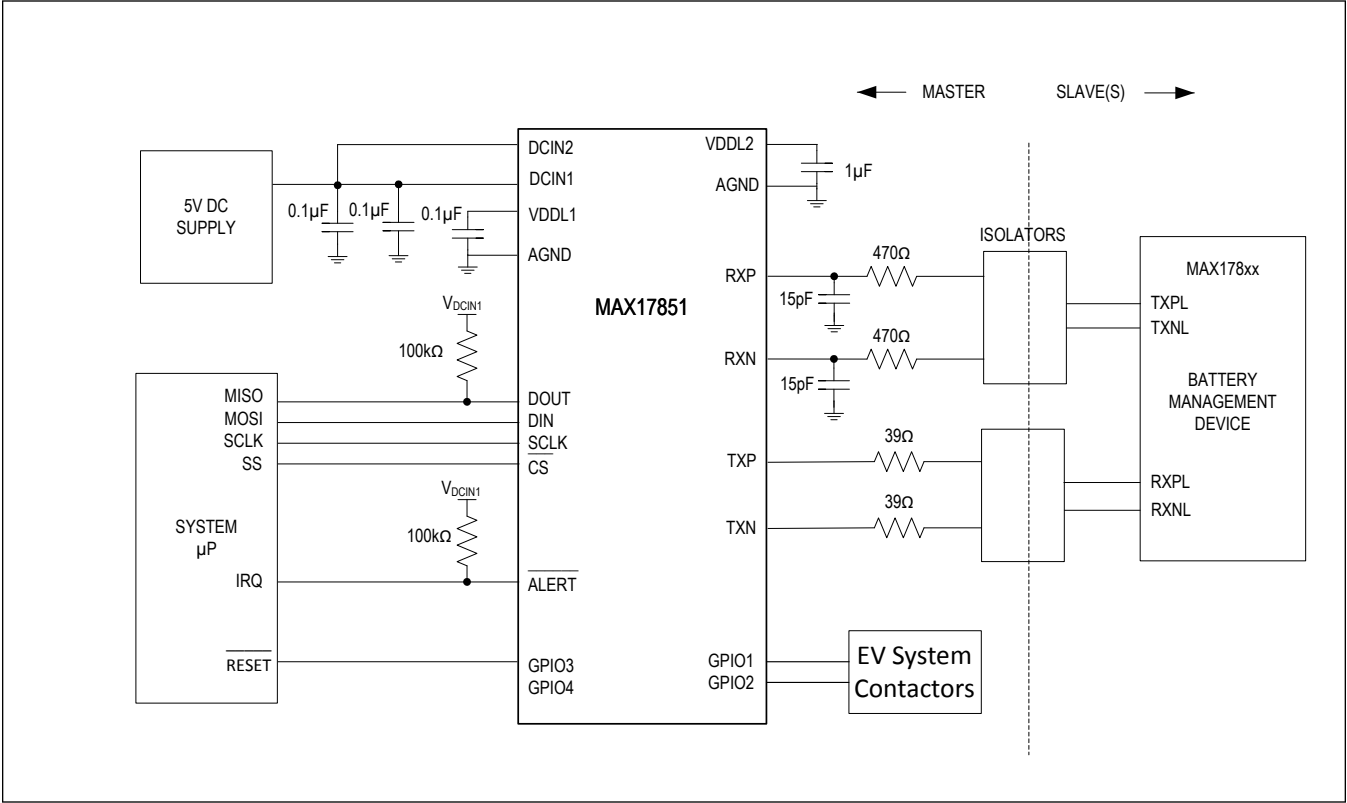 MASTER
SLAVE(S)
5V DC
SUPPLY
0.1µF
0.1µF
0.1µF
DCIN2
DCIN1
VDDL1
AGND
VDDL2
AGND
1µF
MAX17851
RXP
RXN
TXP
TXN
470Ω
15pF
470Ω
15pF
39Ω
39Ω
ISOLATORS
MAX178xx
TXPL
TXNL
BATTERY
MANAGEMENT
DEVICE
RXPL
RXNL
VDCIN1
100kΩ
MISO
MOSI
SCLK
SS
DOUT
DIN
SCLK
CS
VDCIN1
100kΩ
SYSTEM
µP
IRQ
ALERT
RESET
GPIO3
GPIO4
GPIO1
GPIO2
EV System
Contactors